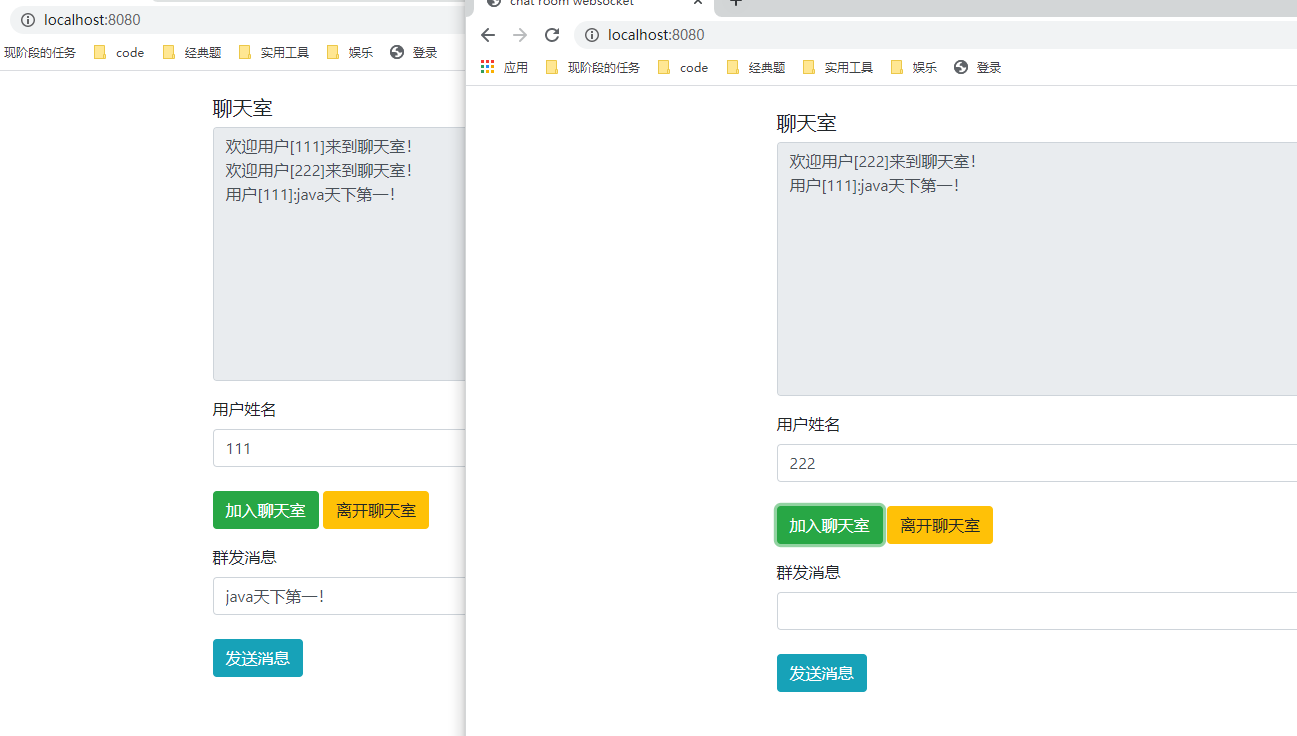 localhost:8080
现阶段的任务 code 经典题 实用工具 娱乐 登录
聊天室
欢迎用户[111]来到聊天室!
欢迎用户[222]来到聊天室!
用户[111]:java天下第一!
用户姓名
111
加入聊天室 离开聊天室
群发消息
java天下第一!
发送消息
chat room websocket
localhost:8080
应用 现阶段的任务 code 经典题 实用工具 娱乐 登录
聊天室
欢迎用户[222]来到聊天室!
用户[111]:java天下第一!
用户姓名
222
加入聊天室 离开聊天室
群发消息
发送消息